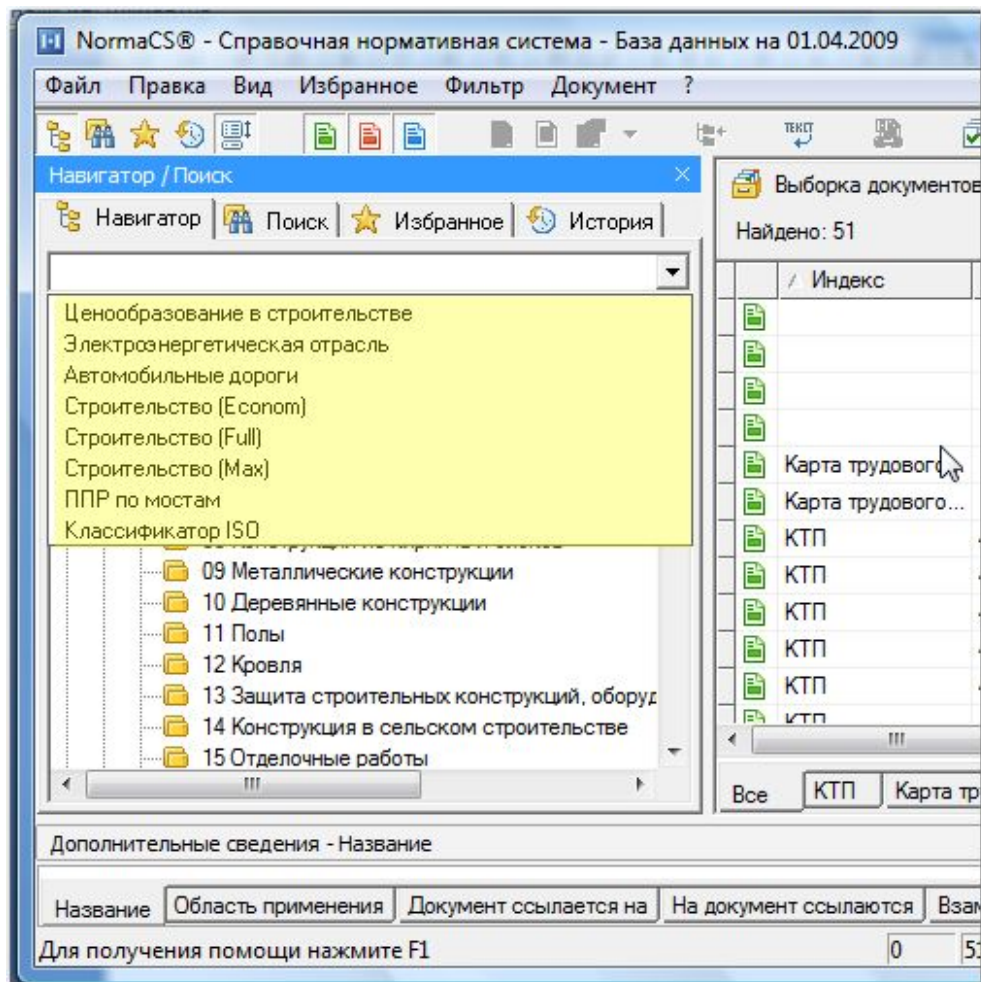 NormaCS® - Справочная нормативная система - База данных на 01.04.2009
Файл Правка Вид Избранное Фильтр Документ ?
ТЕКСТ
Навигатор / Поиск
Навигатор Поиск Избранное История
Ценообразование в строительстве
Электроэнергетическая отрасль
Автомобильные дороги
Строительство (Econom)
Строительство (Full)
Строительство (Max)
ППР по мостам
Классификатор ISO
09 Металлические конструкции
10 Деревянные конструкции
11 Полы
12 Кровля
13 Защита строительных конструкций, оборуд
14 Конструкция в сельском строительстве
15 Отделочные работы
Выборка документов
Найдено: 51
Индекс
Карта трудового
Карта трудового...
КТП
КТП
КТП
КТП
КТП
КТП
Все КТП Карта тр
Дополнительные сведения - Название
Название Область применения Документ ссылается на На документ ссылаются Взам
Для получения помощи нажмите F1 0 51